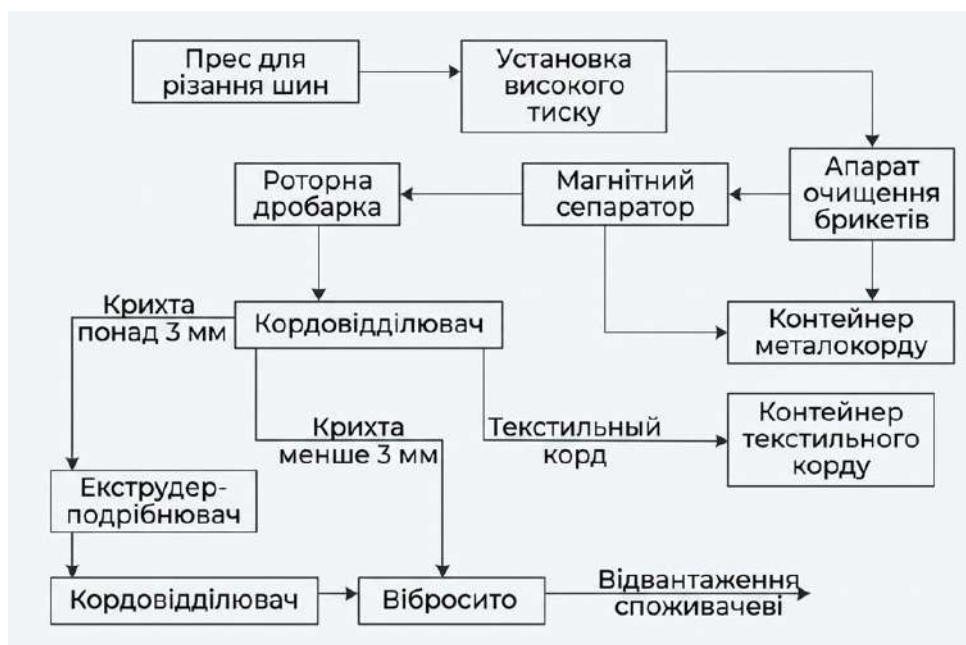 Прес для
різання шин
Установка
високого
тиску
Апарат
очищення
брикетів
Магнітний
сепаратор
Роторна
дробарка
Контейнер
металокорду
Кордовідділювач
Крихта
понад 3 мм
Крихта
менше 3 мм
Текстильный
корд
Контейнер
текстильного
корду
Екструдер-
подрібнювач
Кордовідділювач
Вібросито
Відвантаження
споживачеві